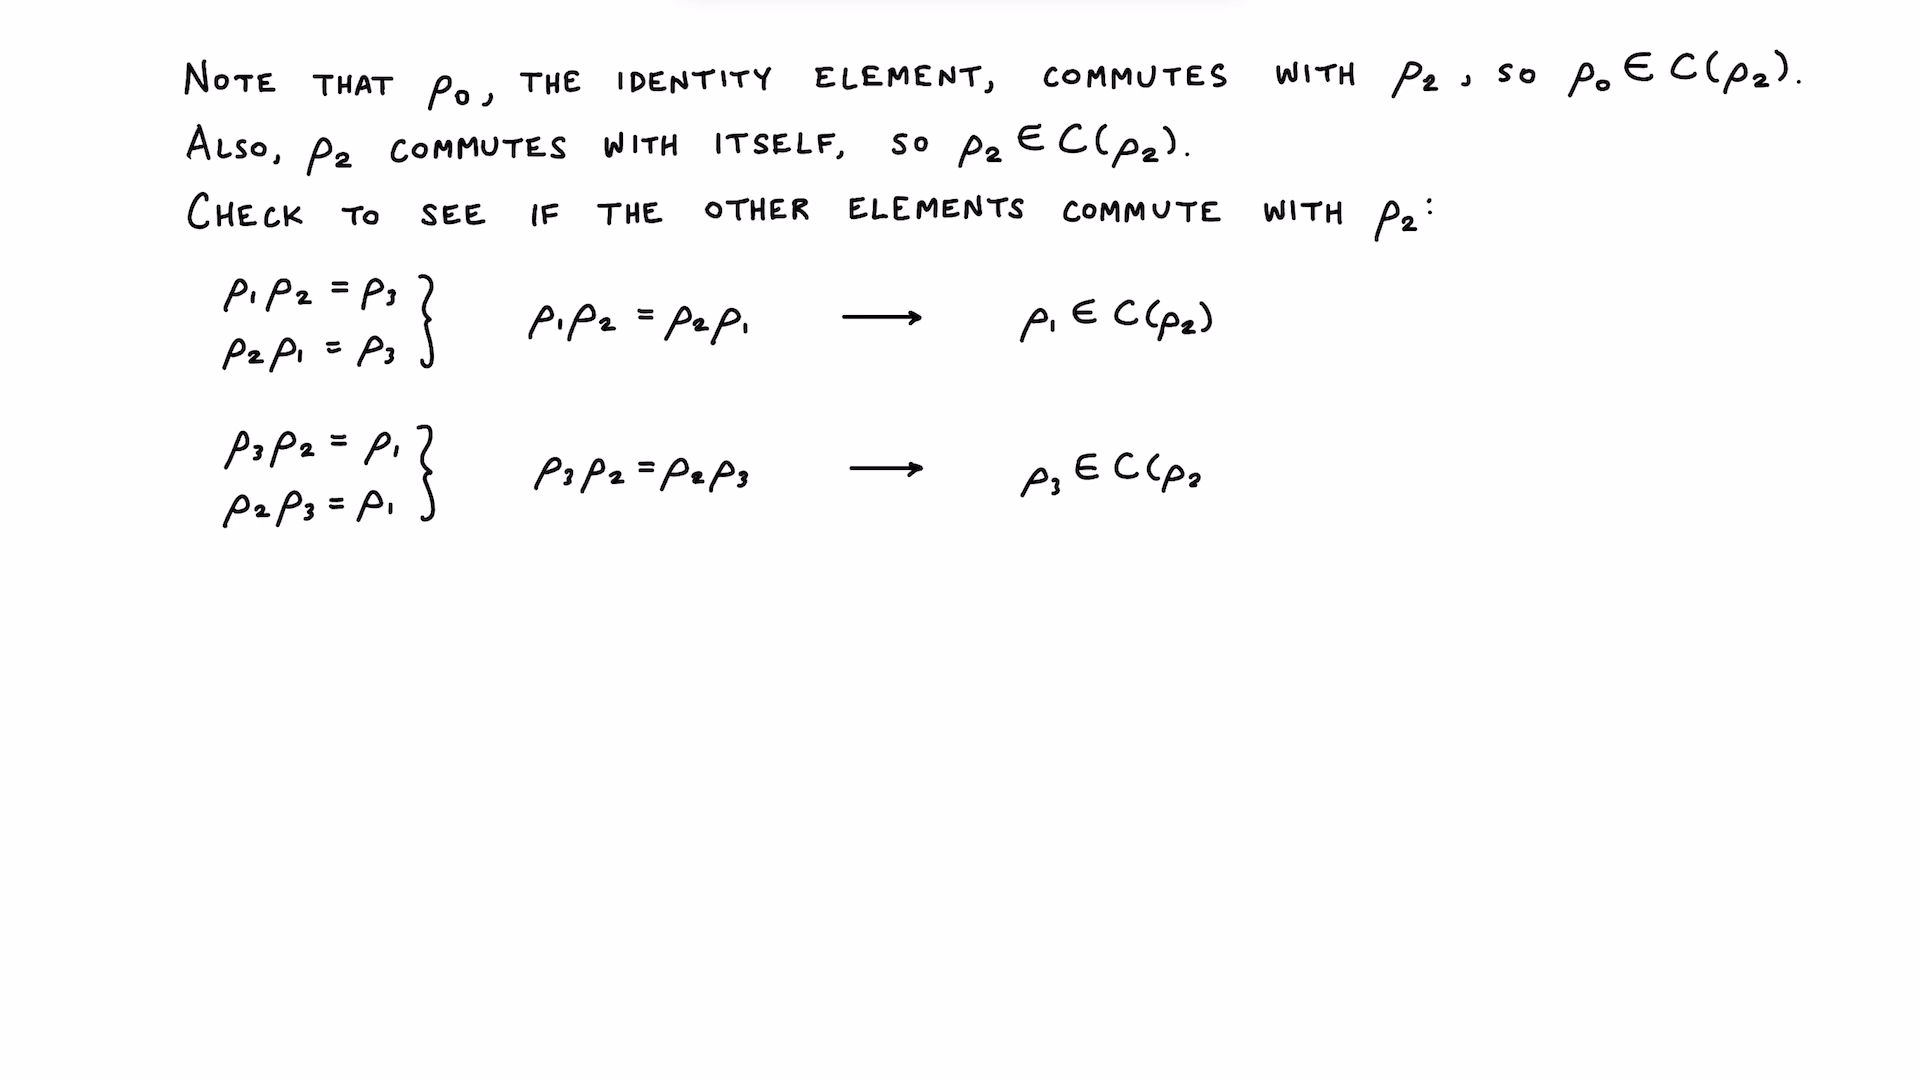 NOTE THAT ρ₀, THE IDENTITY ELEMENT, COMMUTES WITH ρ₂, SO ρ₀ ∈ C(ρ₂).
ALSO, ρ₂ COMMUTES WITH ITSELF, SO ρ₂ ∈ C(ρ₂).
CHECK TO SEE IF THE OTHER ELEMENTS COMMUTE WITH ρ₂:
ρ₁ρ₂ = ρ₃
ρ₂ρ₁ = ρ₃ } ρ₁ρ₂ = ρ₂ρ₁ ⟶ ρ₁ ∈ C(ρ₂)
ρ₃ρ₂ = ρ₁
ρ₂ρ₃ = ρ₁ } ρ₃ρ₂ = ρ₂ρ₃ ⟶ ρ₃ ∈ C(ρ₂